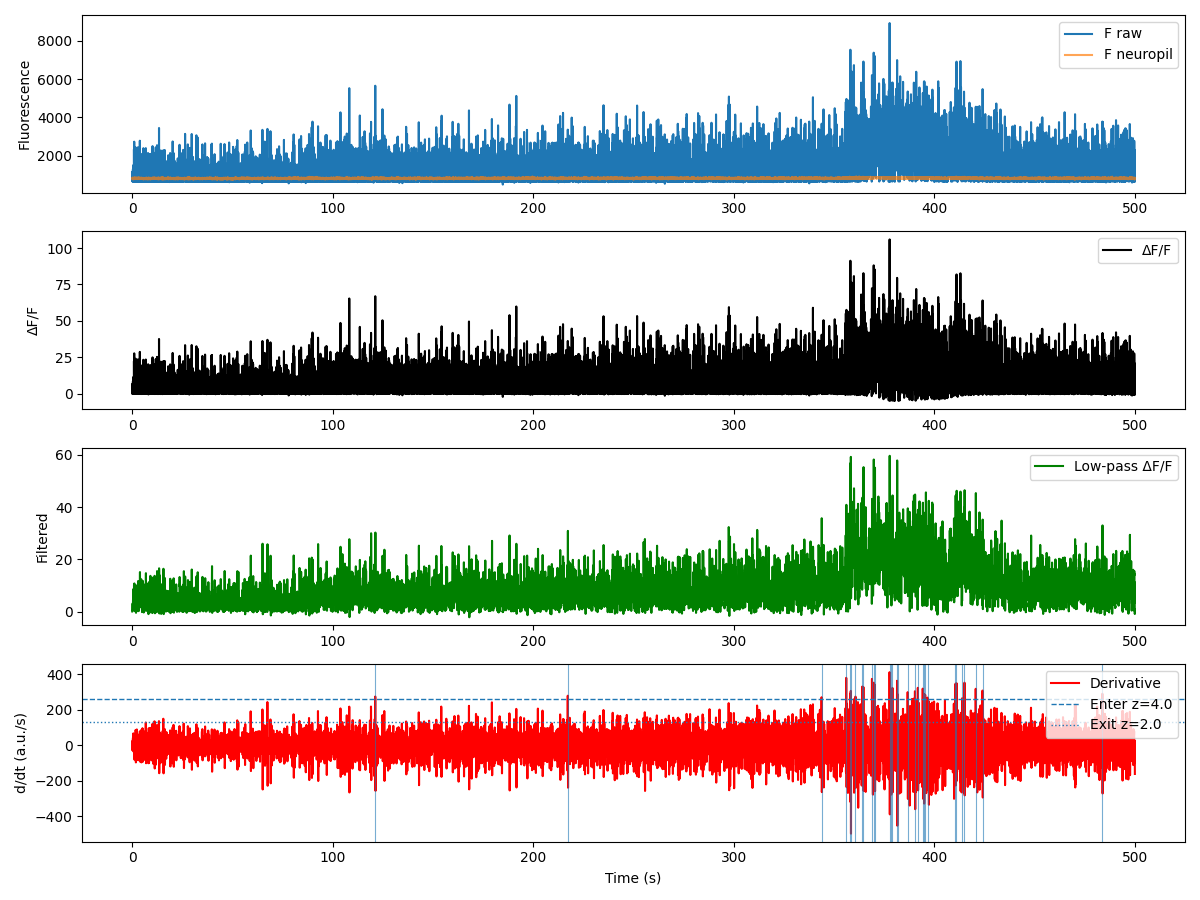 F raw
F neuropil
Fluorescence
8000
6000
4000
2000
0 100 200 300 400 500
ΔF/F
ΔF/F
100
75
50
25
0
0 100 200 300 400 500
Low-pass ΔF/F
Filtered
60
40
20
0
0 100 200 300 400 500
Derivative
Enter z=4.0
Exit z=2.0
d/dt (a.u./s)
400
200
0
−200
−400
0 100 200 300 400 500
Time (s)